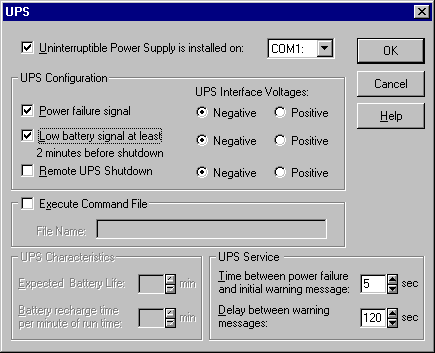 UPS
Uninterruptible Power Supply is installed on: COM1:
OK
UPS Configuration
UPS Interface Voltages:
Cancel
Power failure signal Negative Positive
Help
Low battery signal at least
2 minutes before shutdown Negative Positive
Remote UPS Shutdown Negative Positive
Execute Command File
File Name:
UPS Characteristics
Expected Battery Life: min
Battery recharge time
per minute of run time: min
UPS Service
Time between power failure
and initial warning message: 5 sec
Delay between warning
messages: 120 sec